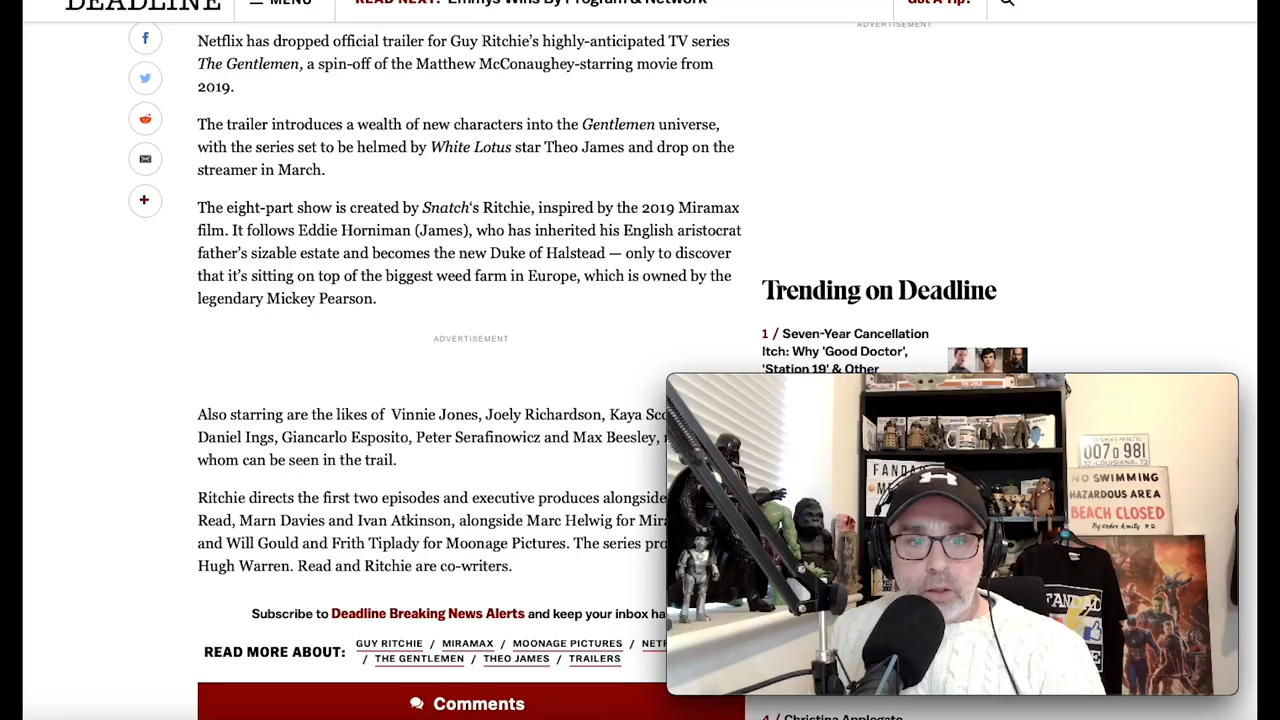 DEADLINE
MENU
READ NEXT: Emmys Wins By Program & Network
Got A Tip?
ADVERTISEMENT
Netflix has dropped official trailer for Guy Ritchie’s highly-anticipated TV series
The Gentlemen, a spin-off of the Matthew McConaughey-starring movie from
2019.
The trailer introduces a wealth of new characters into the Gentlemen universe,
with the series set to be helmed by White Lotus star Theo James and drop on the
streamer in March.
The eight-part show is created by Snatch‘s Ritchie, inspired by the 2019 Miramax
film. It follows Eddie Horniman (James), who has inherited his English aristocrat
father’s sizable estate and becomes the new Duke of Halstead — only to discover
that it’s sitting on top of the biggest weed farm in Europe, which is owned by the
legendary Mickey Pearson.
ADVERTISEMENT
Also starring are the likes of Vinnie Jones, Joely Richardson, Kaya
Daniel Ings, Giancarlo Esposito, Peter Serafinowicz and Max Beesley,
whom can be seen in the trail.
Ritchie directs the first two episodes and executive produces alongside
Read, Marn Davies and Ivan Atkinson, alongside Marc Helwig for
and Will Gould and Frith Tiplady for Moonage Pictures. The series
Hugh Warren. Read and Ritchie are co-writers.
Subscribe to Deadline Breaking News Alerts and keep your inbox
READ MORE ABOUT: GUY RITCHIE / MIRAMAX / MOONAGE PICTURES /
/ THE GENTLEMEN / THEO JAMES / TRAILERS
Comments
Trending on Deadline
1 / Seven-Year Cancellation
Itch: Why 'Good Doctor',
'Station 19' & Other
007 981
NO SWIMMING
HAZARDOUS AREA
BEACH CLOSED
4 / Christina Applegate